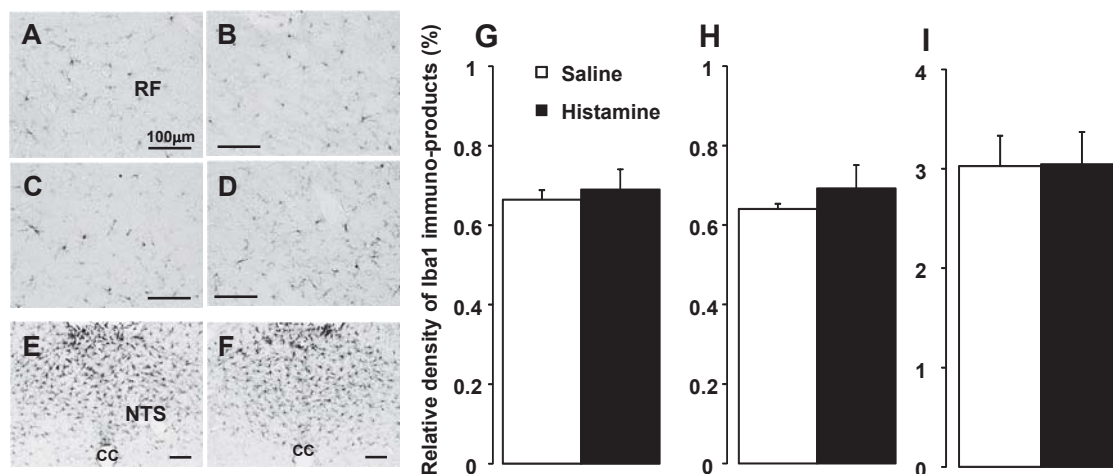 A
RF
100µm
B
C
D
E
NTS
CC
F
CC
Relative density of Iba1 immuno-products (%)
G
Saline
Histamine
1
0.8
0.6
0.4
0.2
0
H
1
0.8
0.6
0.4
0.2
0
I
4
3
2
1
0